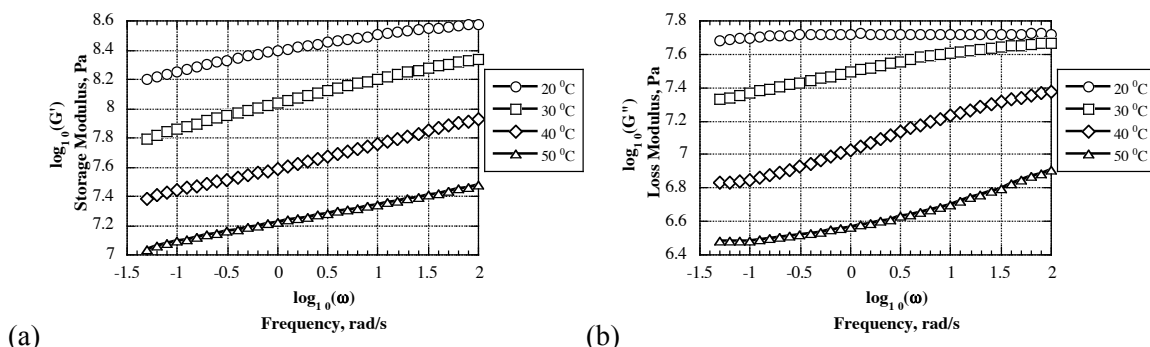 log10(G')
Storage Modulus, Pa
8.6
8.2
8
7.8
7.4
7.2
7
-1.5 -1 -0.5 0 0.5 1 1.5 2
log10(ω)
Frequency, rad/s
20 ⁰C
30 ⁰C
40 ⁰C
50 ⁰C
(a)
log10(G")
Loss Modulus, Pa
7.8
7.6
7.4
7.2
7
6.8
6.6
6.4
-1.5 -1 -0.5 0 0.5 1 1.5 2
log10(ω)
Frequency, rad/s
20 ⁰C
30 ⁰C
40 ⁰C
50 ⁰C
(b)